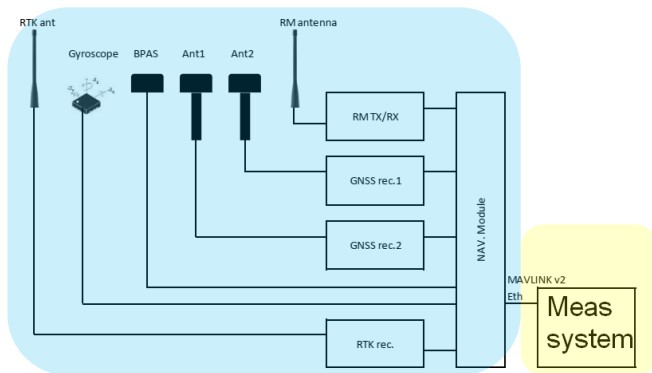 RTK ant
RM antenna
Gyroscope
BPAS
Ant1
Ant2
RM TX/RX
GNSS rec.1
GNSS rec.2
NAV. Module
MAVLINK v2
Eth
Meas
system
RTK rec.